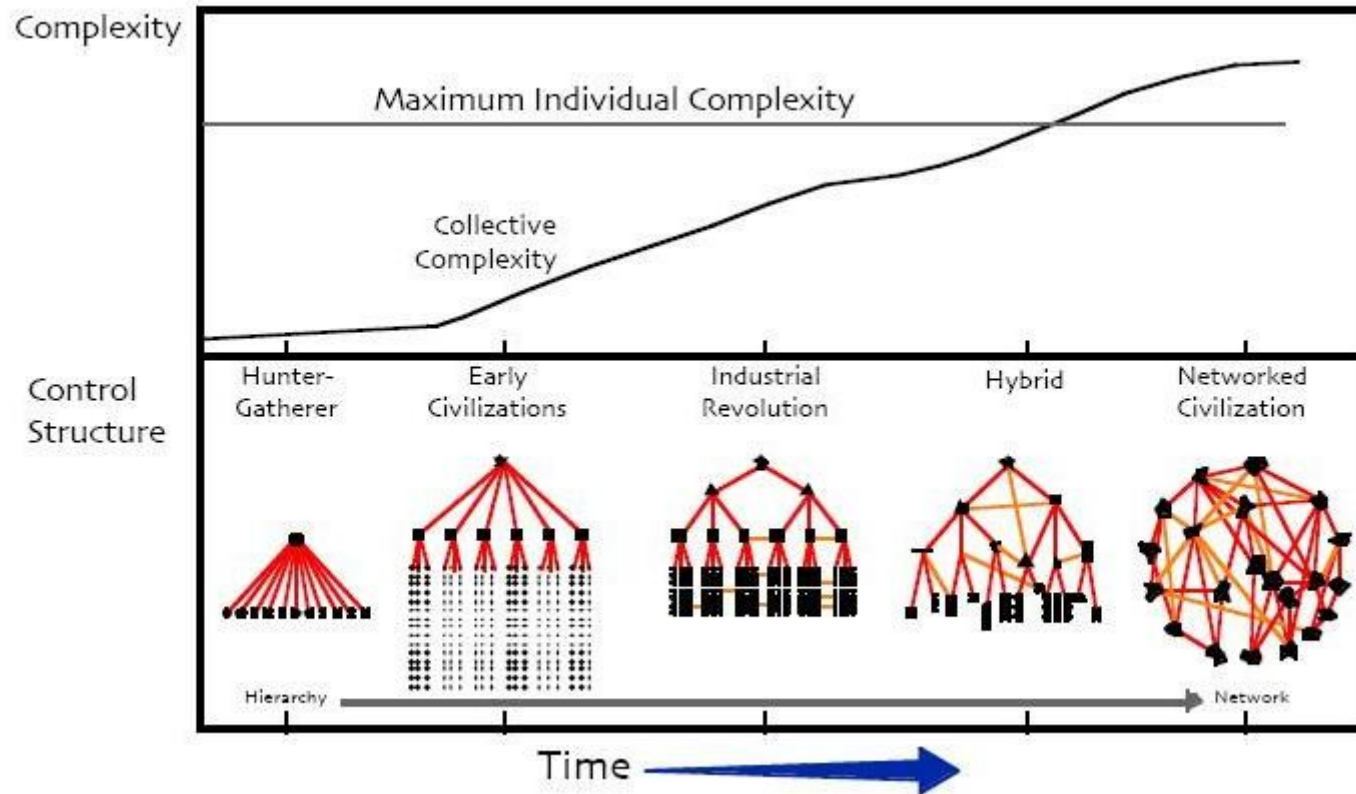 Complexity
Maximum Individual Complexity
Collective
Complexity
Control
Structure
Hunter-
Gatherer
Early
Civilizations
Industrial
Revolution
Hybrid
Networked
Civilization
Hierarchy
Network
Time